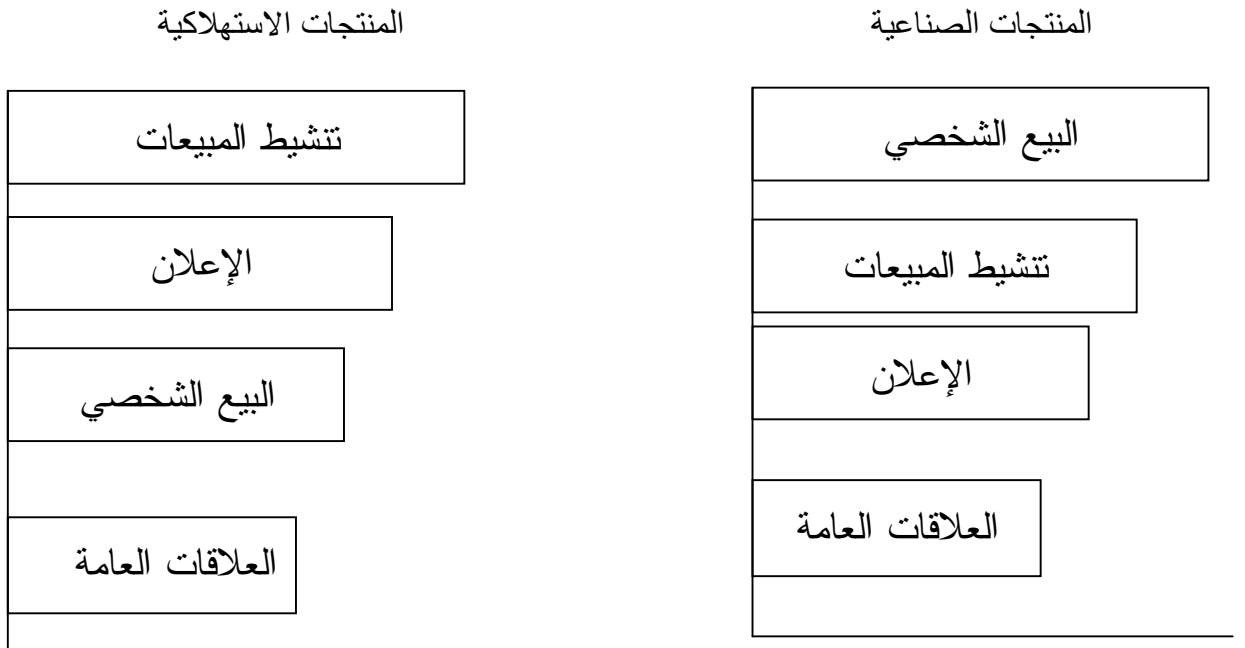 المنتجات الصناعية
البيع الشخصي
تنشيط المبيعات
الإعلان
العلاقات العامة
المنتجات الاستهلاكية
تنشيط المبيعات
الإعلان
البيع الشخصي
العلاقات العامة